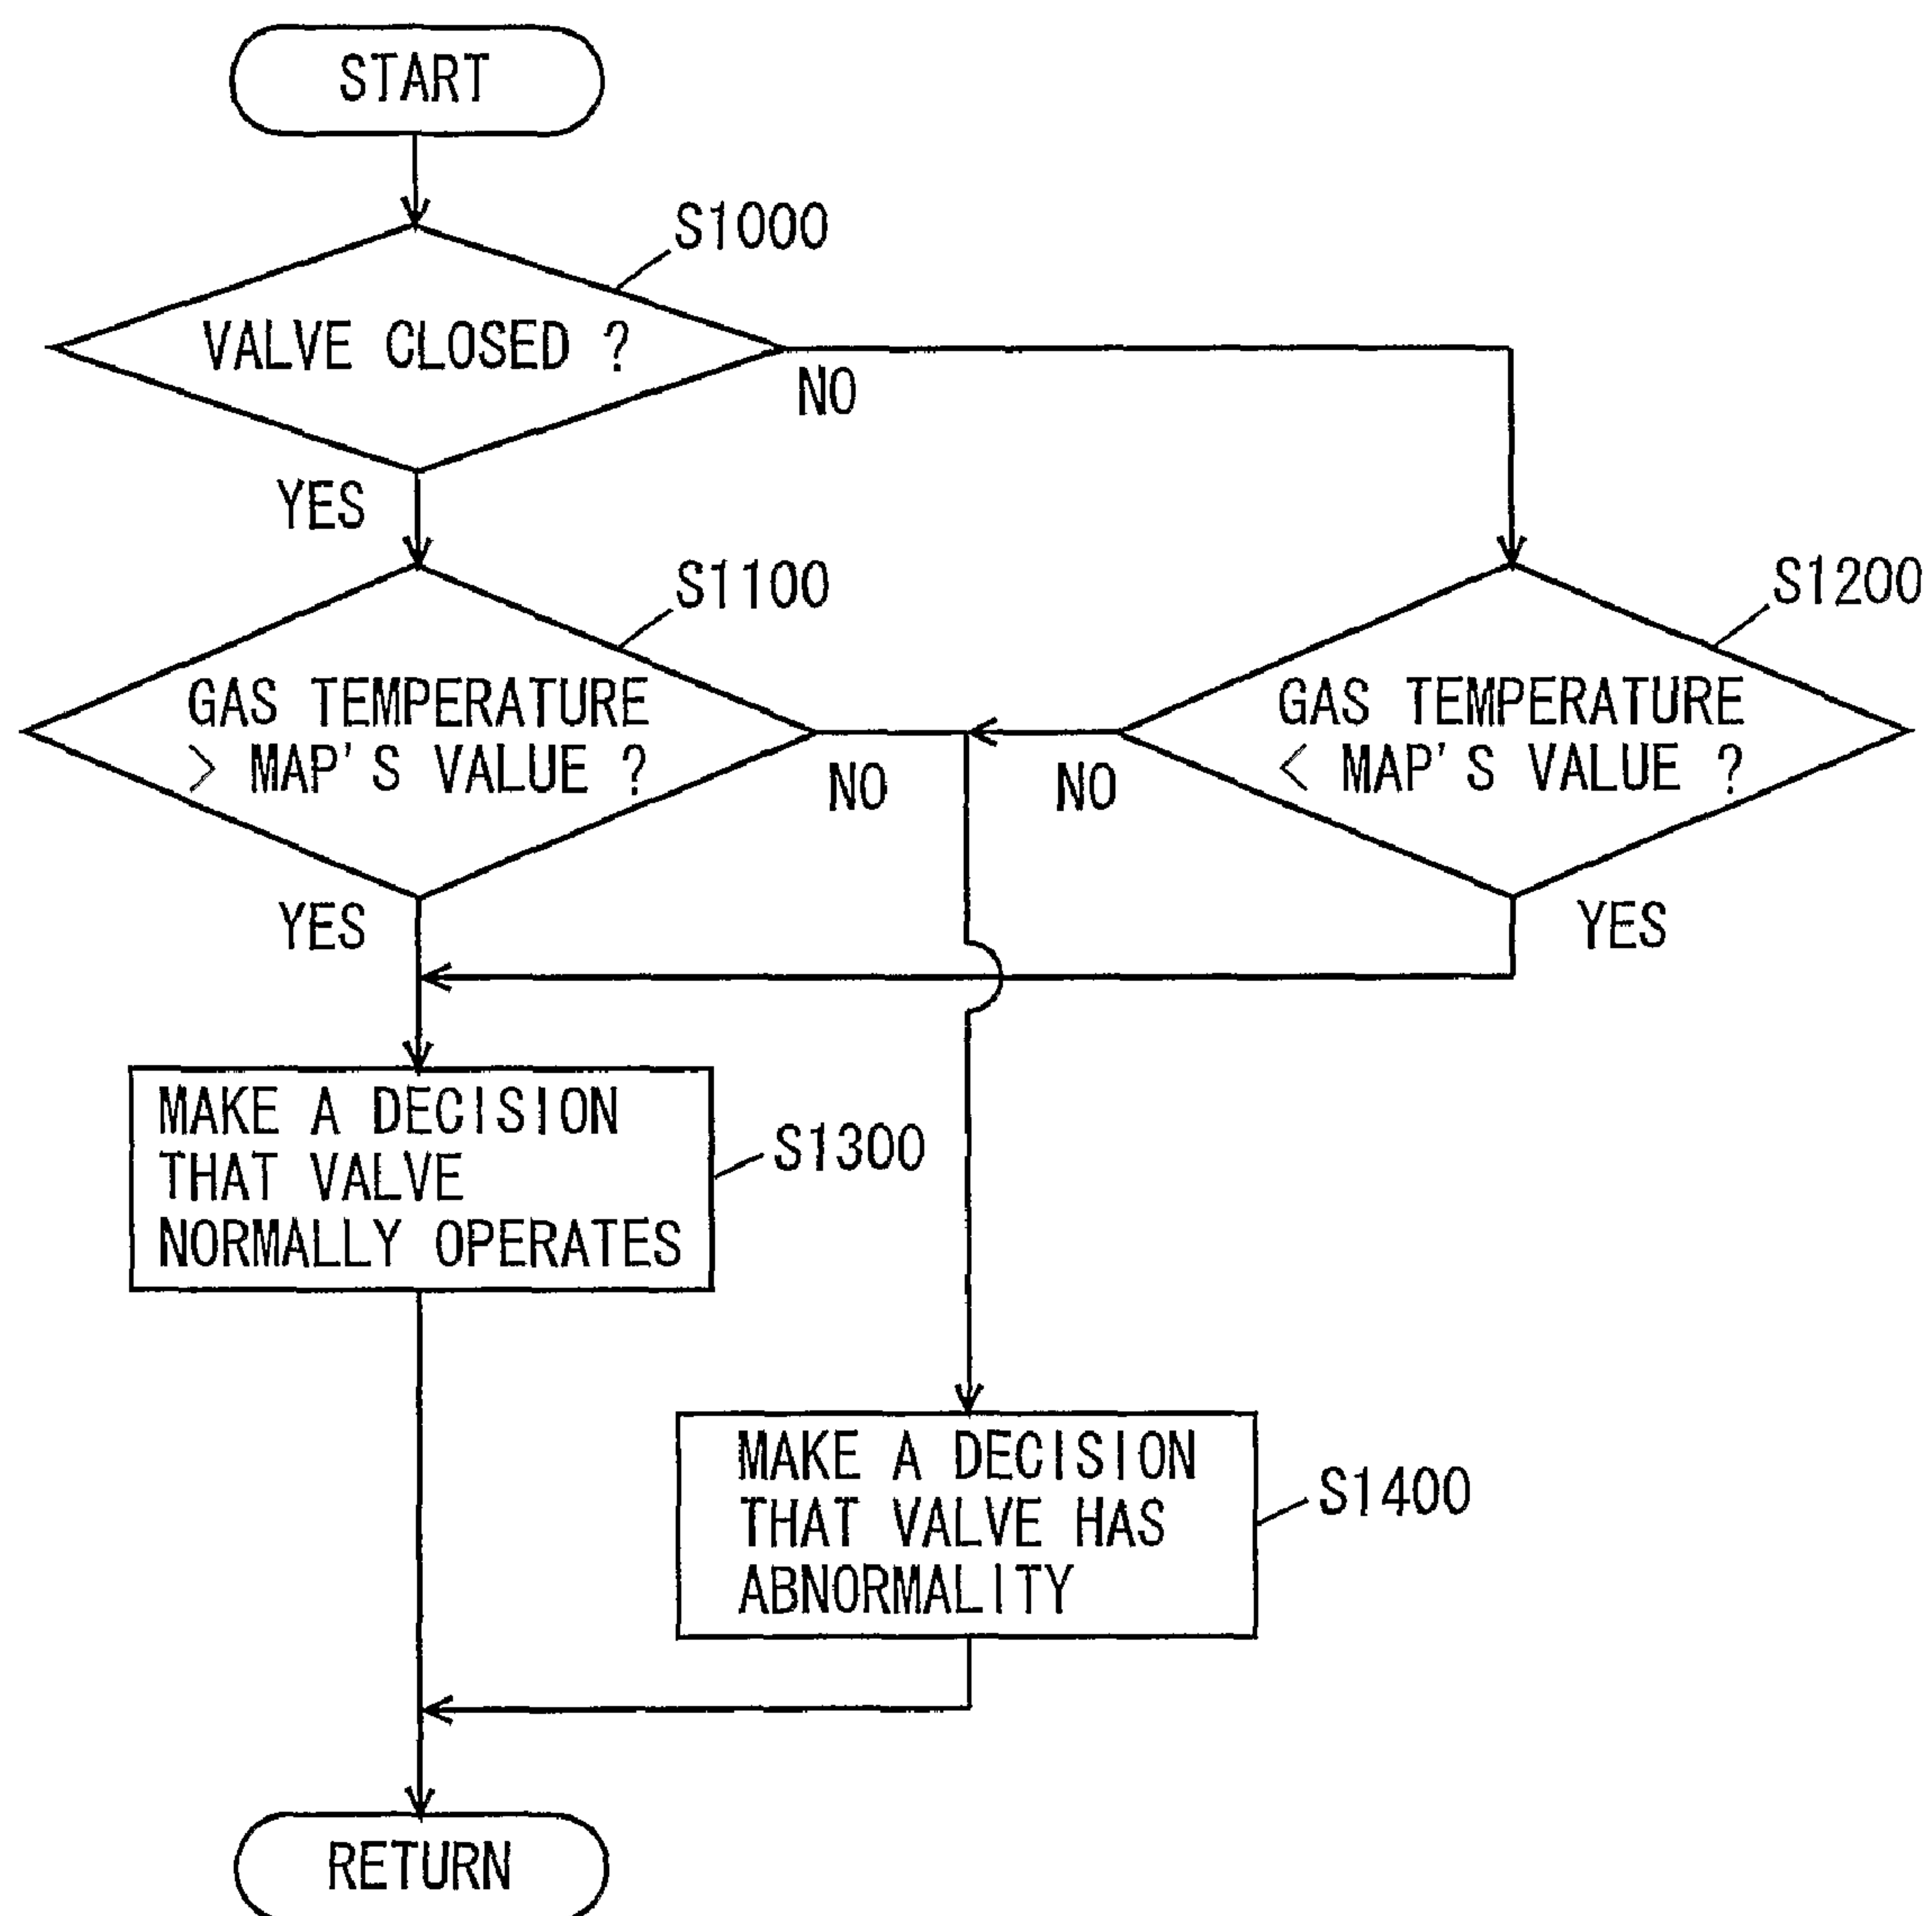 START
S1000
VALVE CLOSED ?
NO
YES
S1100
S1200
GAS TEMPERATURE
> MAP'S VALUE ?
GAS TEMPERATURE
< MAP'S VALUE ?
NO
NO
YES
YES
MAKE A DECISION
THAT VALVE
NORMALLY OPERATES
S1300
MAKE A DECISION
THAT VALVE HAS
ABNORMALITY
S1400
RETURN